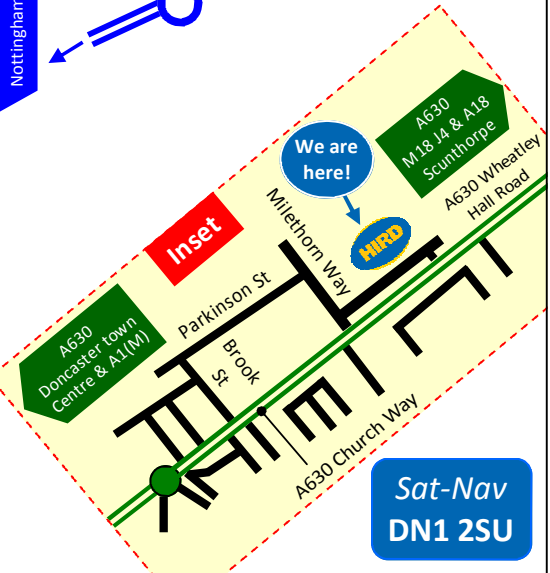 Nottingham
We are
here!
A630
M18 J4 & A18
Scunthorpe
A630 Wheatley
Hall Road
Milethorn Way
HIRD
Inset
Parkinson St
A630
Doncaster town
Centre & A1(M)
Brook
St
A630 Church Way
Sat-Nav
DN1 2SU